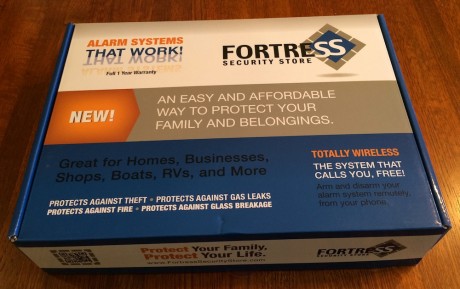 ALARM SYSTEMS
THAT WORK!
Full 1 Year Warranty
FORTRESS
SECURITY STORE
NEW!
AN EASY AND AFFORDABLE
WAY TO PROTECT YOUR
FAMILY AND BELONGINGS.
Great for Homes, Businesses,
Shops, Boats, RVs, and More
PROTECTS AGAINST THEFT • PROTECTS AGAINST GAS LEAKS
PROTECTS AGAINST FIRE • PROTECTS AGAINST GLASS BREAKAGE
TOTALLY WIRELESS
THE SYSTEM THAT
CALLS YOU, FREE!
Arm and disarm your
alarm system remotely,
from your phone.
Protect Your Family,
Protect Your Life.
www.FortressSecurityStore.com
FORTRESS
SECURITY STORE